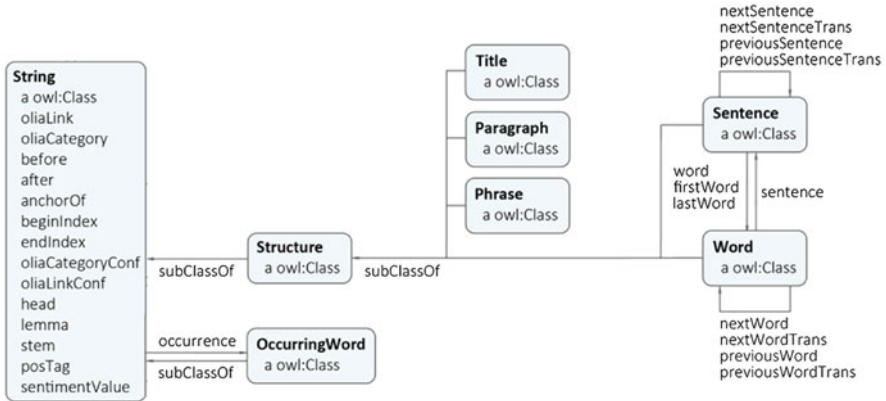 String
a owl:Class
oliaLink
oliaCategory
before
after
anchorOf
beginIndex
endIndex
oliaCategoryConf
oliaLinkConf
head
lemma
stem
posTag
sentimentValue
subClassOf
Structure
a owl:Class
occurrence
subClassOf
OccurringWord
a owl:Class
subClassOf
Title
a owl:Class
Paragraph
a owl:Class
Phrase
a owl:Class
nextSentence
nextSentenceTrans
previousSentence
previousSentenceTrans
Sentence
a owl:Class
word
firstWord
lastWord
sentence
Word
a owl:Class
nextWord
nextWordTrans
previousWord
previousWordTrans